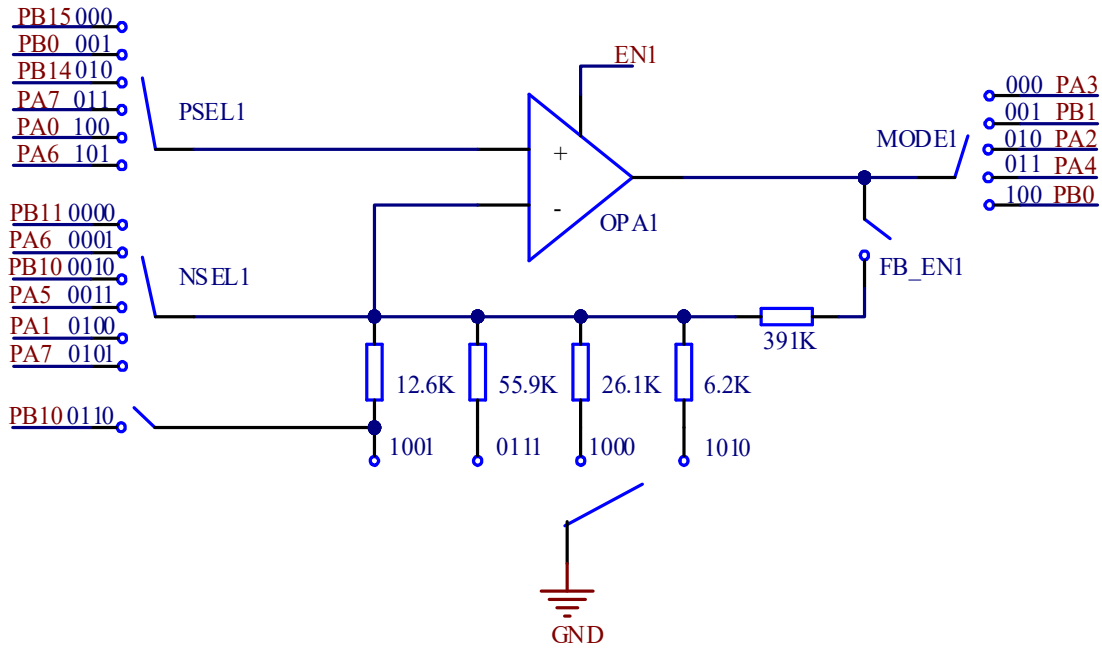 PB15 000
PB0 001
PB14 010
PA7 011
PA0 100
PA6 101
PSEL1
EN1
+
-
OPA1
MODE1
000 PA3
001 PB1
010 PA2
011 PA4
100 PB0
FB_EN1
PB11 0000
PA6 0001
PB10 0010
PA5 0011
PA1 0100
PA7 0101
NSEL1
PB10 0110
12.6K
55.9K
26.1K
6.2K
391K
1001
0111
1000
1010
GND